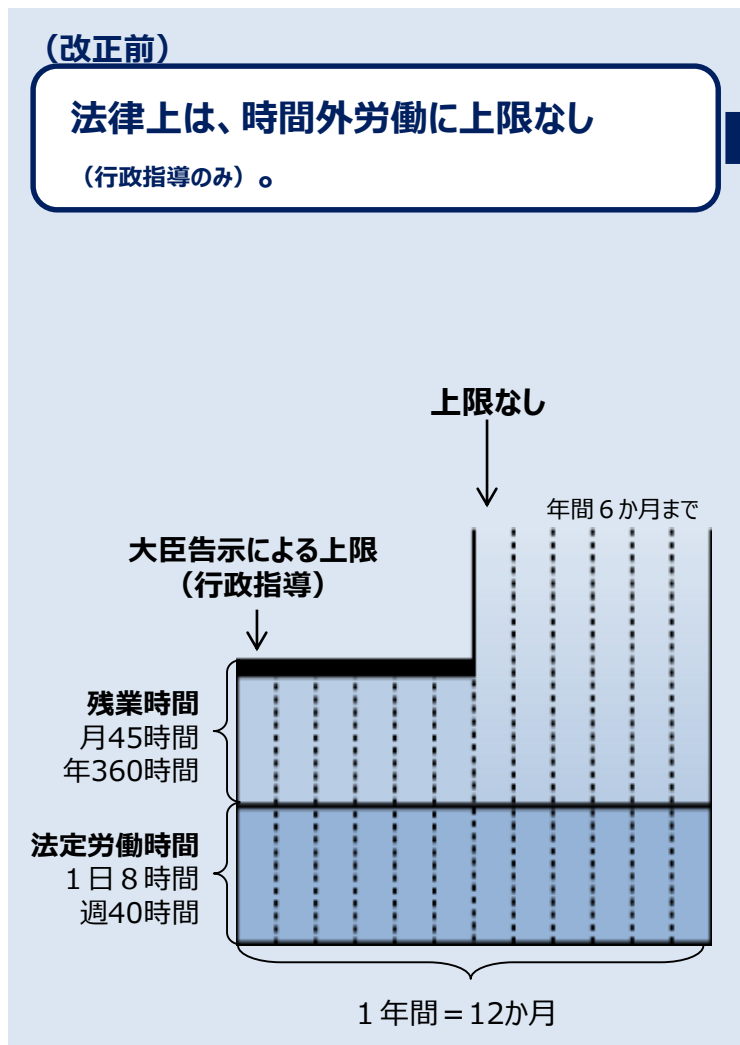 （改正前）
法律上は、時間外労働に上限なし
（行政指導のみ）。
上限なし
年間６か月まで
大臣告示による上限
（行政指導）
残業時間
月45時間
年360時間
法定労働時間
１日８時間
週40時間
１年間＝12か月